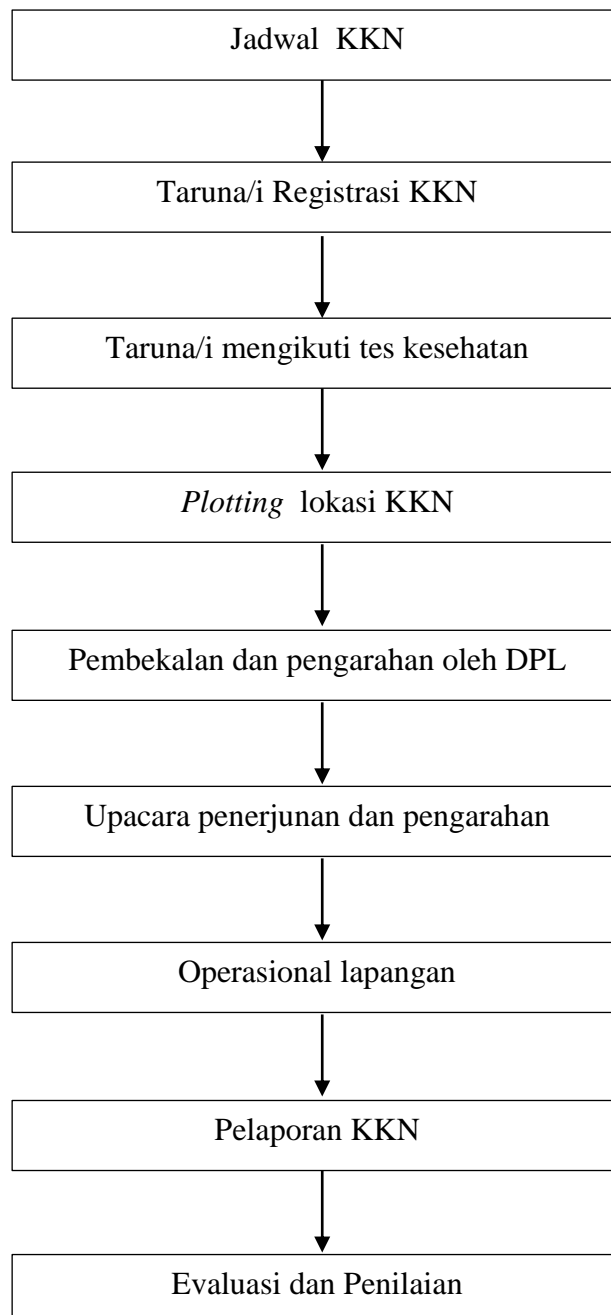 Jadwal KKN
Taruna/i Registrasi KKN
Taruna/i mengikuti tes kesehatan
Plotting lokasi KKN
Pembekalan dan pengarahan oleh DPL
Upacara penerjunan dan pengarahan
Operasional lapangan
Pelaporan KKN
Evaluasi dan Penilaian